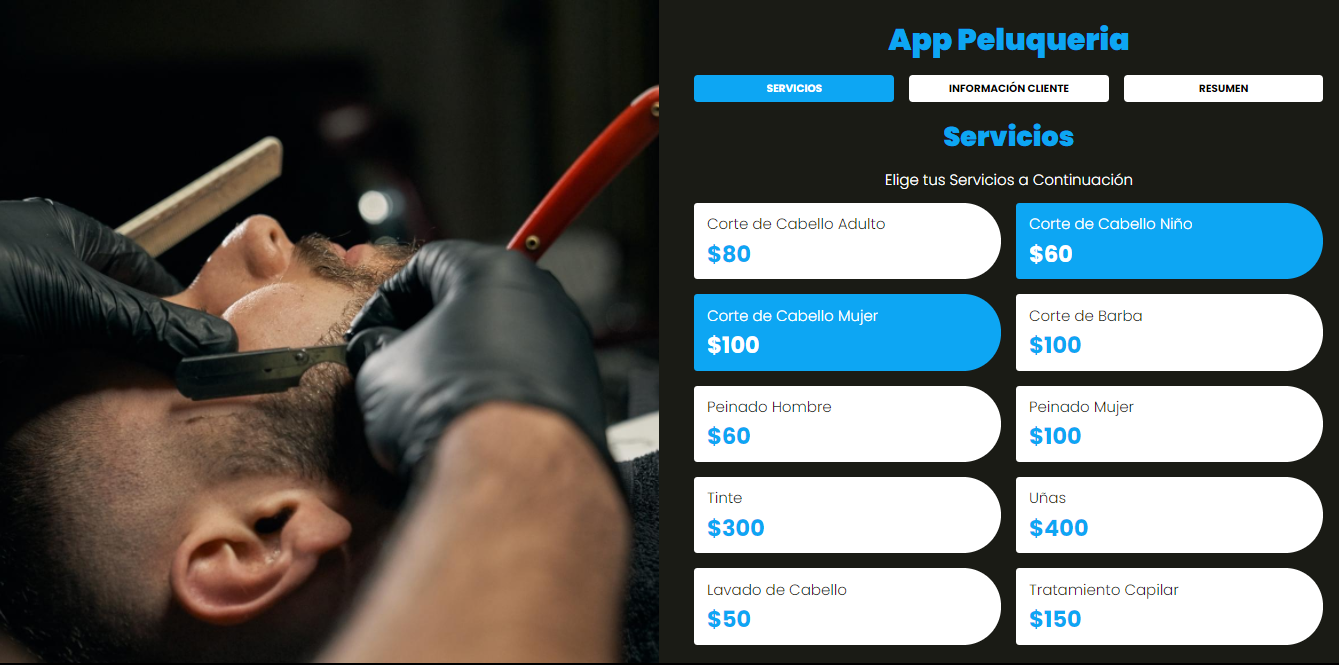 App Peluqueria
SERVICIOS
INFORMACIÓN CLIENTE
RESUMEN
Servicios
Elige tus Servicios a Continuación
Corte de Cabello Adulto
$80
Corte de Cabello Niño
$60
Corte de Cabello Mujer
$100
Corte de Barba
$100
Peinado Hombre
$60
Peinado Mujer
$100
Tinte
$300
Uñas
$400
Lavado de Cabello
$50
Tratamiento Capilar
$150